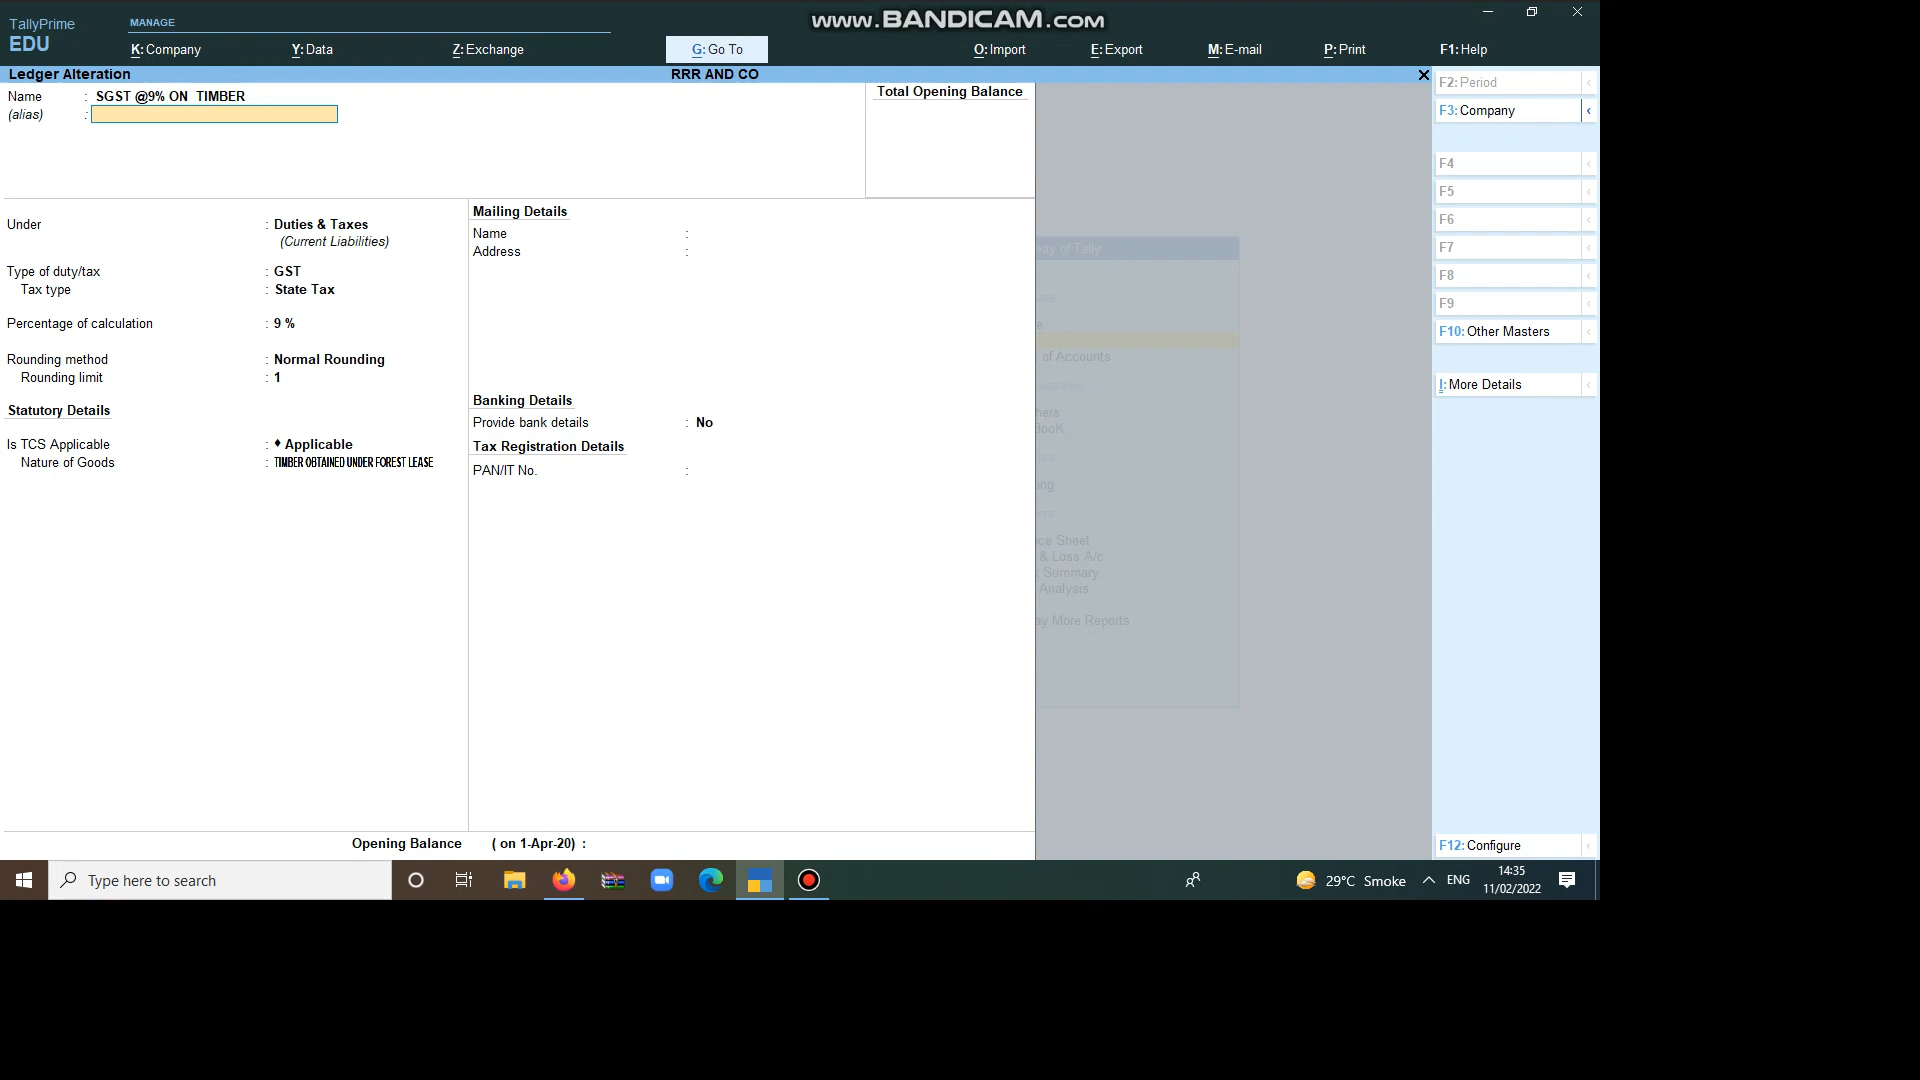 TallyPrime
EDU
MANAGE
K: Company
Y: Data
Z: Exchange
G: Go To
O: Import
E: Export
M: E-mail
P: Print
F1: Help
www.BANDICAM.com
Ledger Alteration
RRR AND CO
Name : SGST @9% ON TIMBER
(alias) :
Total Opening Balance
Under : Duties & Taxes
(Current Liabilities)
Type of duty/tax : GST
Tax type : State Tax
Percentage of calculation : 9 %
Rounding method : Normal Rounding
Rounding limit : 1
Statutory Details
Is TCS Applicable : ♦ Applicable
Nature of Goods : TIMBER OBTAINED UNDER FOREST LEASE
Mailing Details
Name :
Address :
Banking Details
Provide bank details : No
Tax Registration Details
PAN/IT No. :
Opening Balance ( on 1-Apr-20) :
of Tally
of Accounts
Sheet
& Loss A/c
Summary
Analysis
More Reports
F2: Period
F3: Company
F4
F5
F6
F7
F8
F9
F10: Other Masters
I: More Details
F12: Configure
Type here to search
29°C Smoke
ENG
14:35
11/02/2022